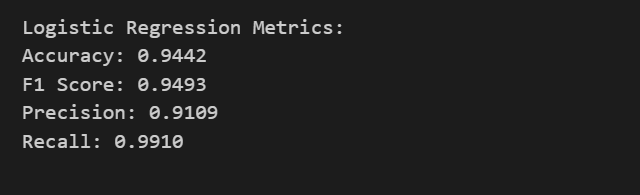 Logistic Regression Metrics:
Accuracy: 0.9442
F1 Score: 0.9493
Precision: 0.9109
Recall: 0.9910